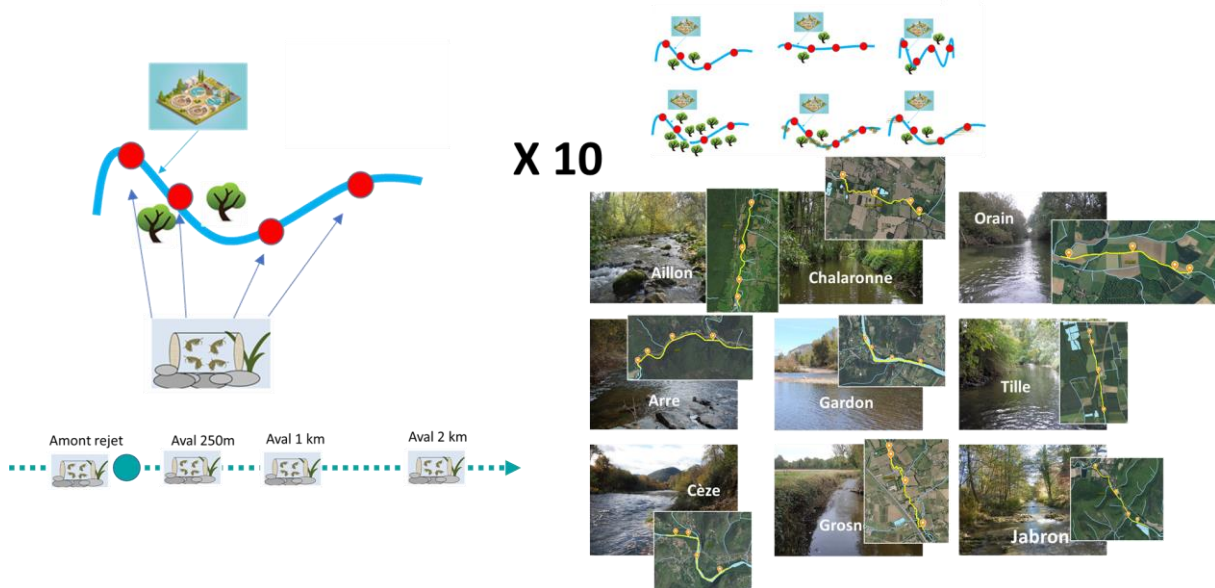 X 10
Amont rejet
Aval 250m
Aval 1 km
Aval 2 km
Aillon
Chalaronne
Orain
Arre
Gardon
Tille
Cèze
Grosn
Jabron